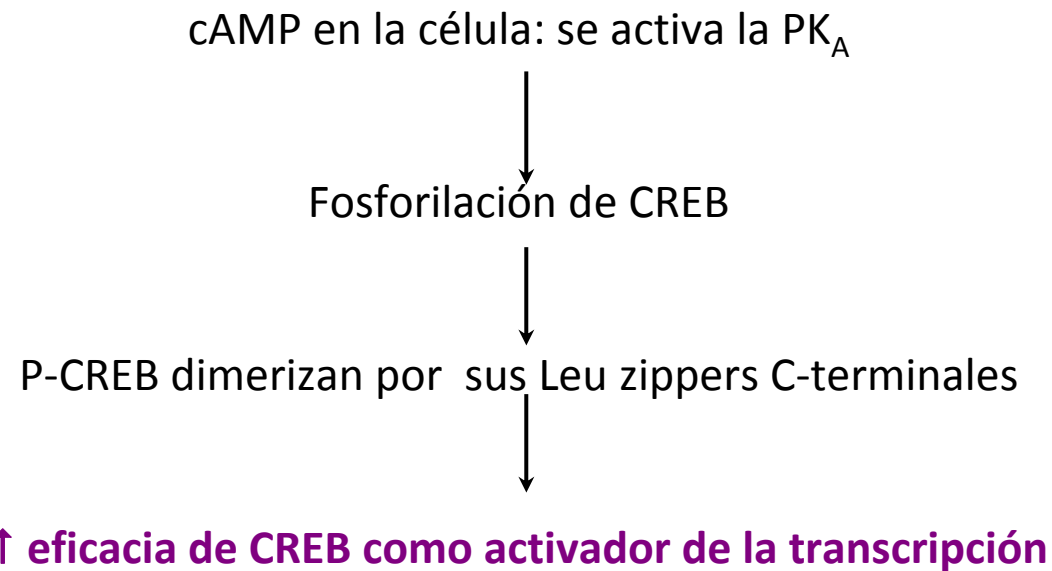 cAMP en la célula: se activa la PKA
Fosforilación de CREB
P-CREB dimerizan por sus Leu zippers C-terminales
↑ eficacia de CREB como activador de la transcripción